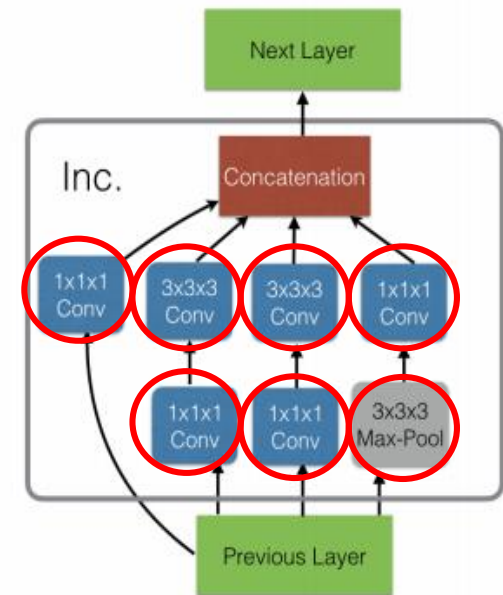 Next Layer
Inc.
Concatenation
1x1x1
Conv
3x3x3
Conv
3x3x3
Conv
1x1x1
Conv
1x1x1
Conv
1x1x1
Conv
3x3x3
Max-Pool
Previous Layer